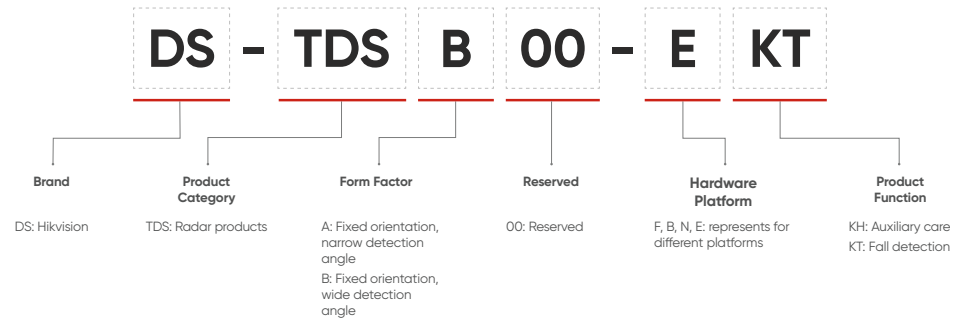 DS - TDS B 00 - E KT
Brand
DS: Hikvision
Product
Category
TDS: Radar products
Form Factor
A: Fixed orientation,
narrow detection
angle
B: Fixed orientation,
wide detection
angle
Reserved
00: Reserved
Hardware
Platform
F, B, N, E: represents for
different platforms
Product
Function
KH: Auxiliary care
KT: Fall detection